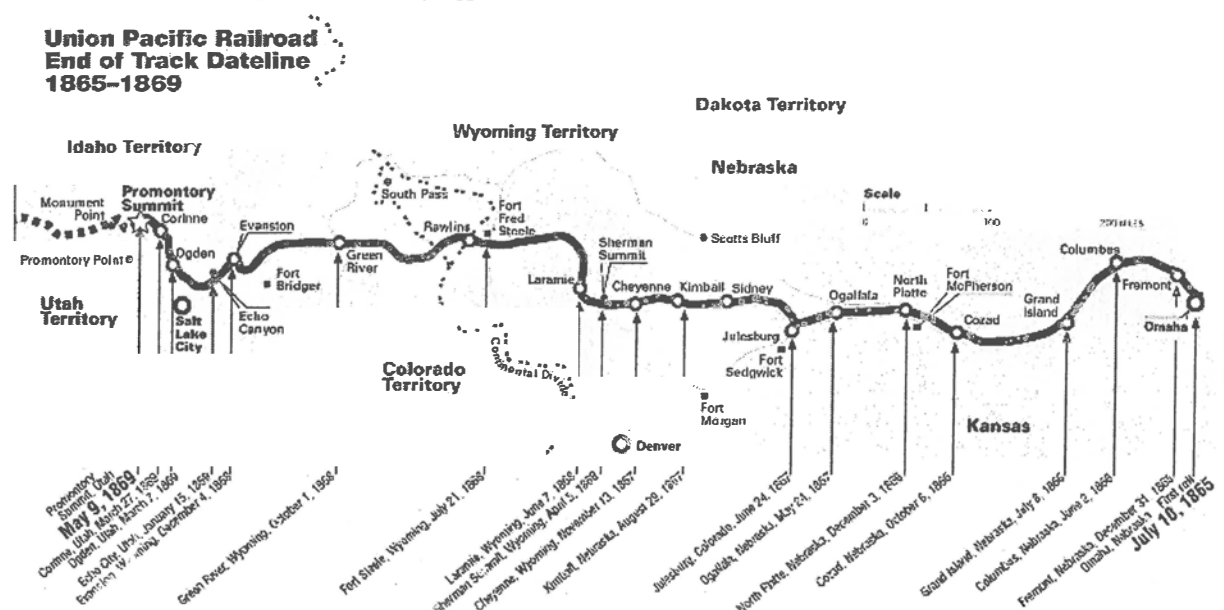 Union Pacific Railroad
End of Track Dateline
1865–1869
Dakota Territory
Wyoming Territory
Idaho Territory
Nebraska
Scale
100
200 MILES
Promontory
Summit
Monument
Point
Corinne
South Pass
Fort
Fred
Steele
Rawlins
Evanston
Ogden
Promontory Point
Green
River
Fort
Bridger
Echo
Canyon
Utah
Territory
Salt
Lake
City
Sherman
Summit
Laramie
Cheyenne
Kimball
Sidney
Scotts Bluff
Ogallala
North
Platte
Fort
McPherson
Cozad
Grand
Island
Columbus
Fremont
Omaha
Julesburg
Fort
Sedgwick
Colorado
Territory
Continental Divide
Fort
Morgan
Kansas
Denver
Promontory
Summit, Utah
May 9, 1869
Corinne, Utah, March 27, 1869
Ogden, Utah, March 7, 1869
Echo City, Utah, January 15, 1869
Evanston, Wyoming, December 4, 1868
Green River, Wyoming, October 1, 1868
Fort Steele, Wyoming, July 21, 1868
Laramie, Wyoming, June 7, 1868
Sherman Summit, Wyoming, April 5, 1868
Cheyenne, Wyoming, November 13, 1867
Kimball, Nebraska, August 29, 1867
Julesburg, Colorado, June 24, 1867
Ogallala, Nebraska, May 24, 1867
North Platte, Nebraska, December 3, 1866
Cozad, Nebraska, October 6, 1866
Grand Island, Nebraska, July 8, 1866
Columbus, Nebraska, June 2, 1866
Fremont, Nebraska, December 31, 1865
Omaha, Nebraska, First rail,
July 10, 1865